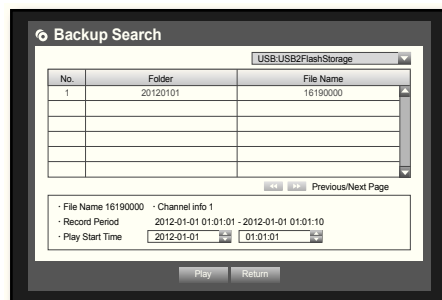 Backup Search
USB:USB2FlashStorage
No. Folder File Name
1 20120101 16190000
Previous/Next Page
· File Name 16190000 · Channel info 1
· Record Period 2012-01-01 01:01:01 - 2012-01-01 01:01:10
· Play Start Time 2012-01-01 01:01:01
Play Return